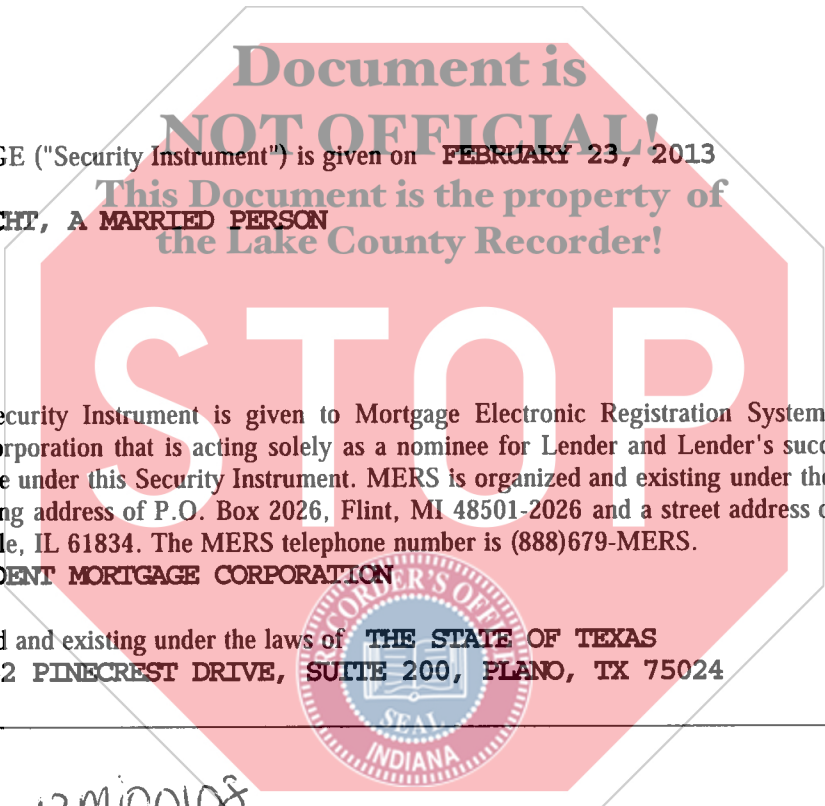 Document is
NOT OFFICIAL!
GE ("Security Instrument") is given on FEBRUARY 23, 2013
This Document is the property of
CHT, A MARRIED PERSON
the Lake County Recorder!
STOP
ecurity Instrument is given to Mortgage Electronic Registration System
orporation that is acting solely as a nominee for Lender and Lender's succ
e under this Security Instrument. MERS is organized and existing under the
ng address of P.O. Box 2026, Flint, MI 48501-2026 and a street address o
le, IL 61834. The MERS telephone number is (888)679-MERS.
DENT MORTGAGE CORPORATION
RECORDER'S OFFI
d and existing under the laws of THE STATE OF TEXAS
2 PINECREST DRIVE, SUITE 200, PLANO, TX 75024
SEAL
INDIANA